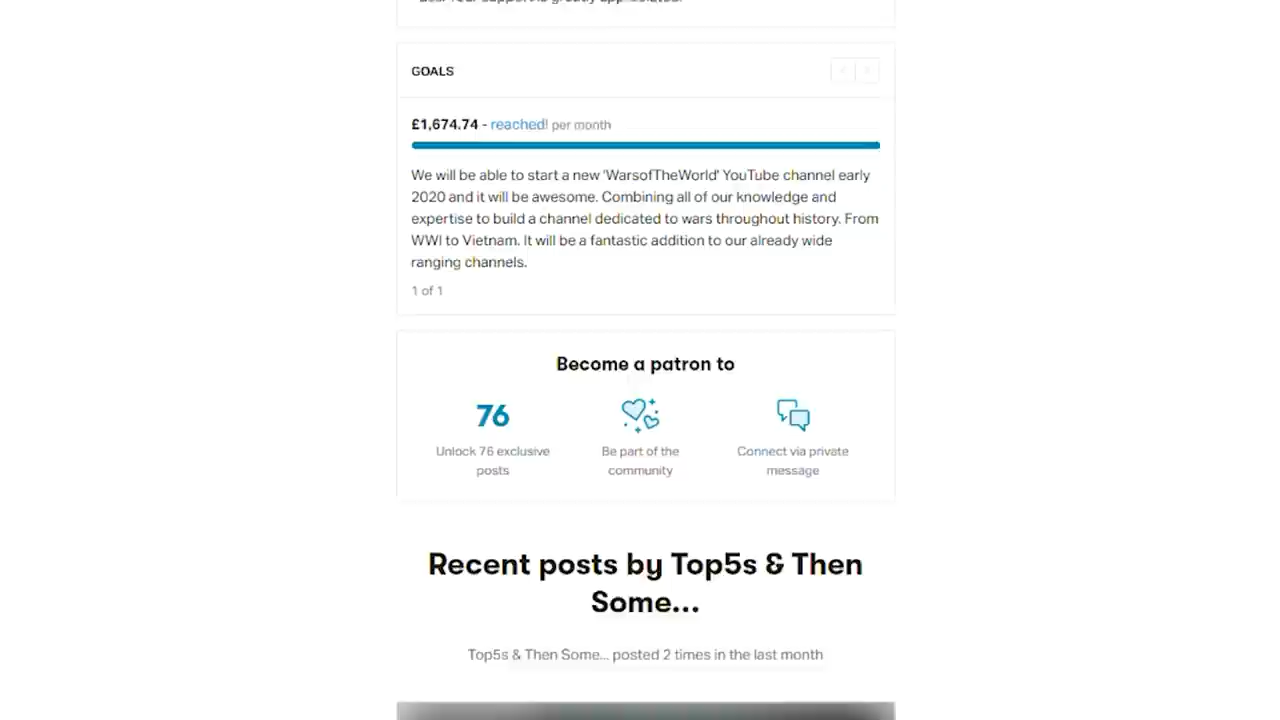 GOALS
£1,674.74 - reached! per month
We will be able to start a new 'WarsofTheWorld' YouTube channel early
2020 and it will be awesome. Combining all of our knowledge and
expertise to build a channel dedicated to wars throughout history. From
WWI to Vietnam. It will be a fantastic addition to our already wide
ranging channels.
1 of 1
Become a patron to
76
Unlock 76 exclusive
posts
Be part of the
community
Connect via private
message
Recent posts by Top5s & Then
Some...
Top5s & Then Some... posted 2 times in the last month